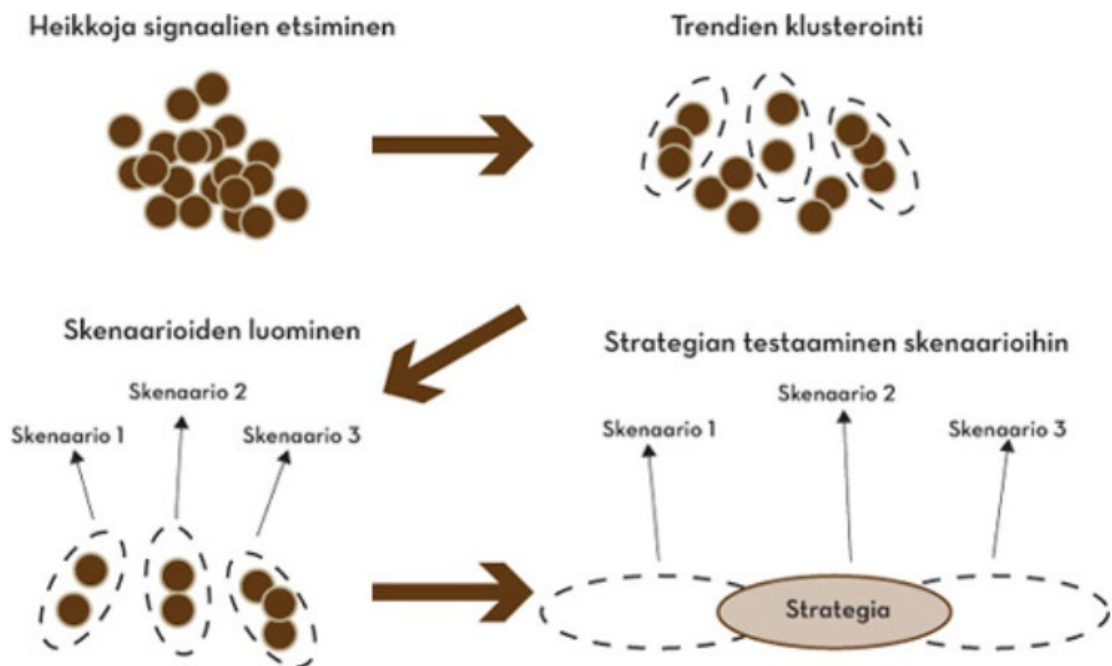 Heikkoja signaalien etsiminen
Trendien klusterointi
Skenaarioiden luominen
Skenaario 1
Skenaario 2
Skenaario 3
Strategian testaaminen skenaarioihin
Skenaario 1
Skenaario 2
Skenaario 3
Strategia